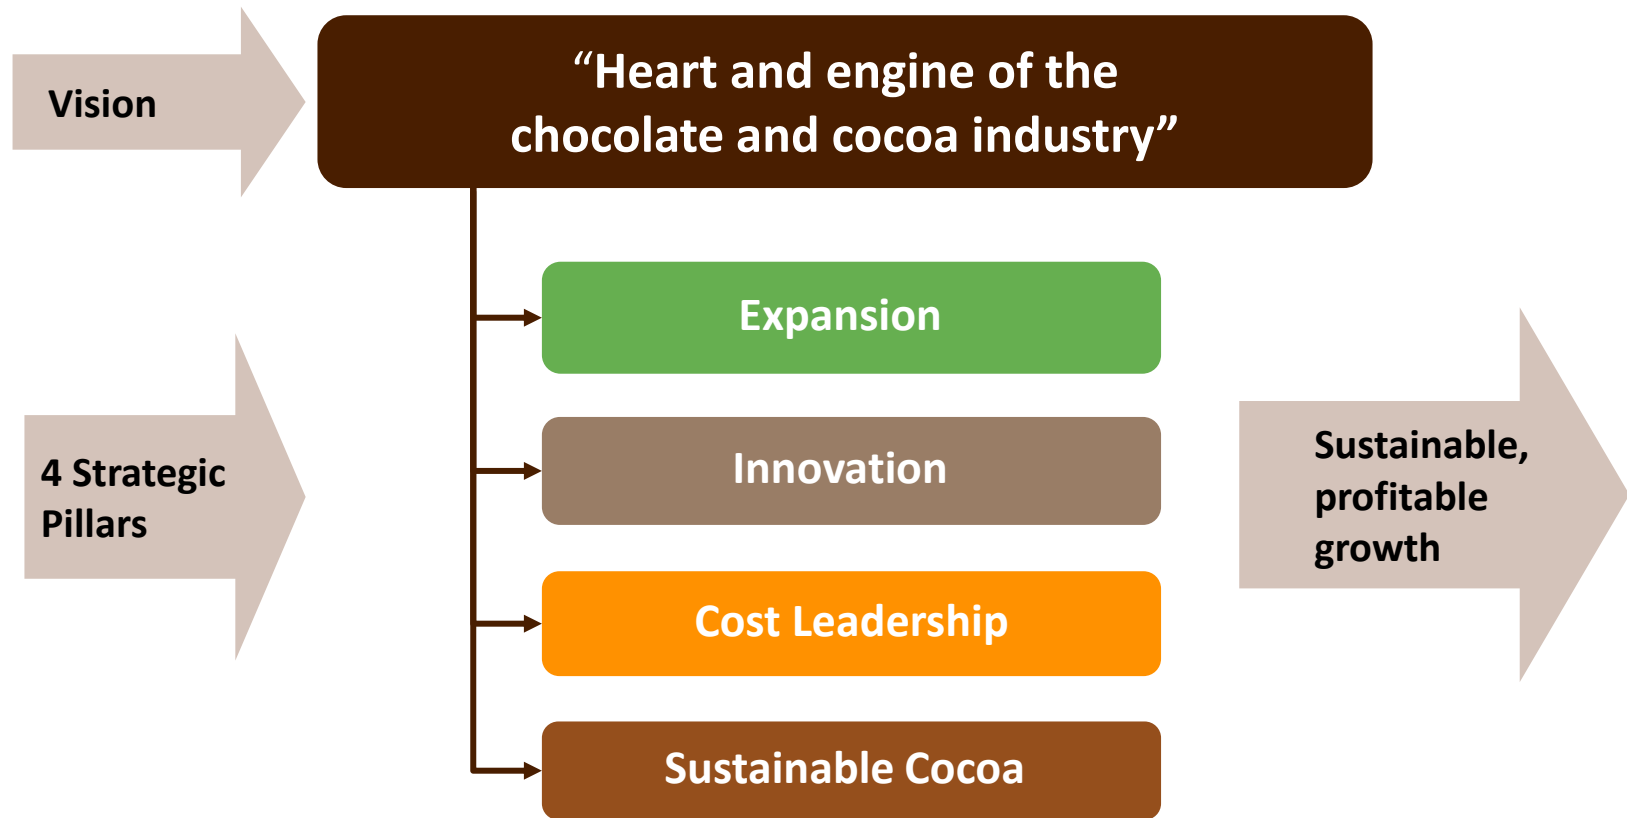 Vision
“Heart and engine of the
chocolate and cocoa industry”
4 Strategic
Pillars
Expansion
Innovation
Cost Leadership
Sustainable Cocoa
Sustainable,
profitable
growth